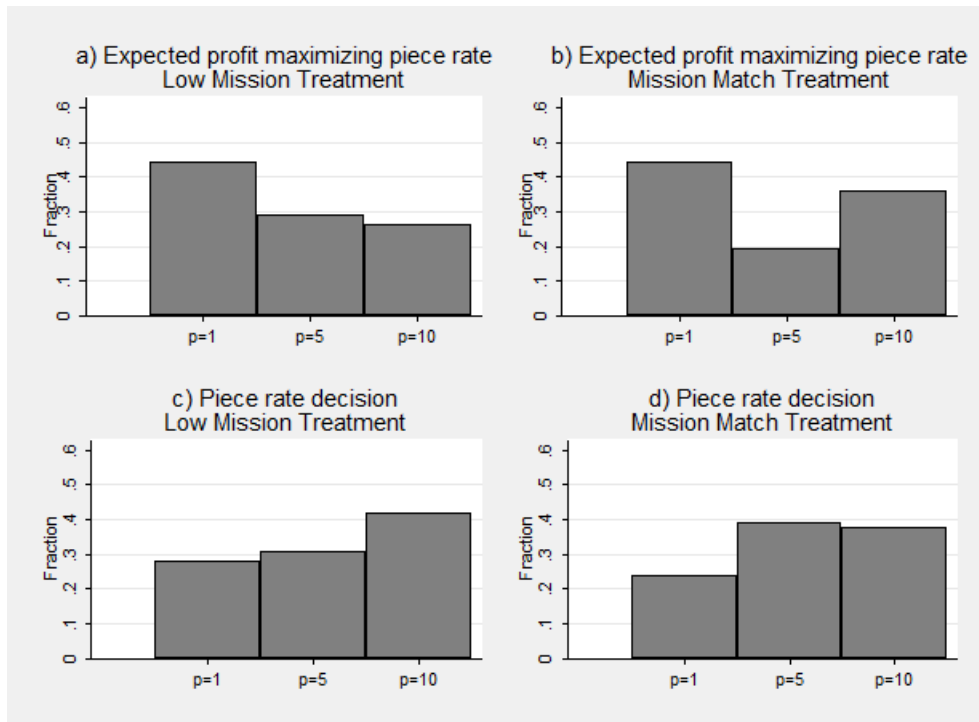 a) Expected profit maximizing piece rate
Low Mission Treatment
Fraction
0
.1
.2
.3
.4
.5
.6
p=1
p=5
p=10
b) Expected profit maximizing piece rate
Mission Match Treatment
Fraction
0
.1
.2
.3
.4
.5
.6
p=1
p=5
p=10
c) Piece rate decision
Low Mission Treatment
Fraction
0
.1
.2
.3
.4
.5
.6
p=1
p=5
p=10
d) Piece rate decision
Mission Match Treatment
Fraction
0
.1
.2
.3
.4
.5
.6
p=1
p=5
p=10